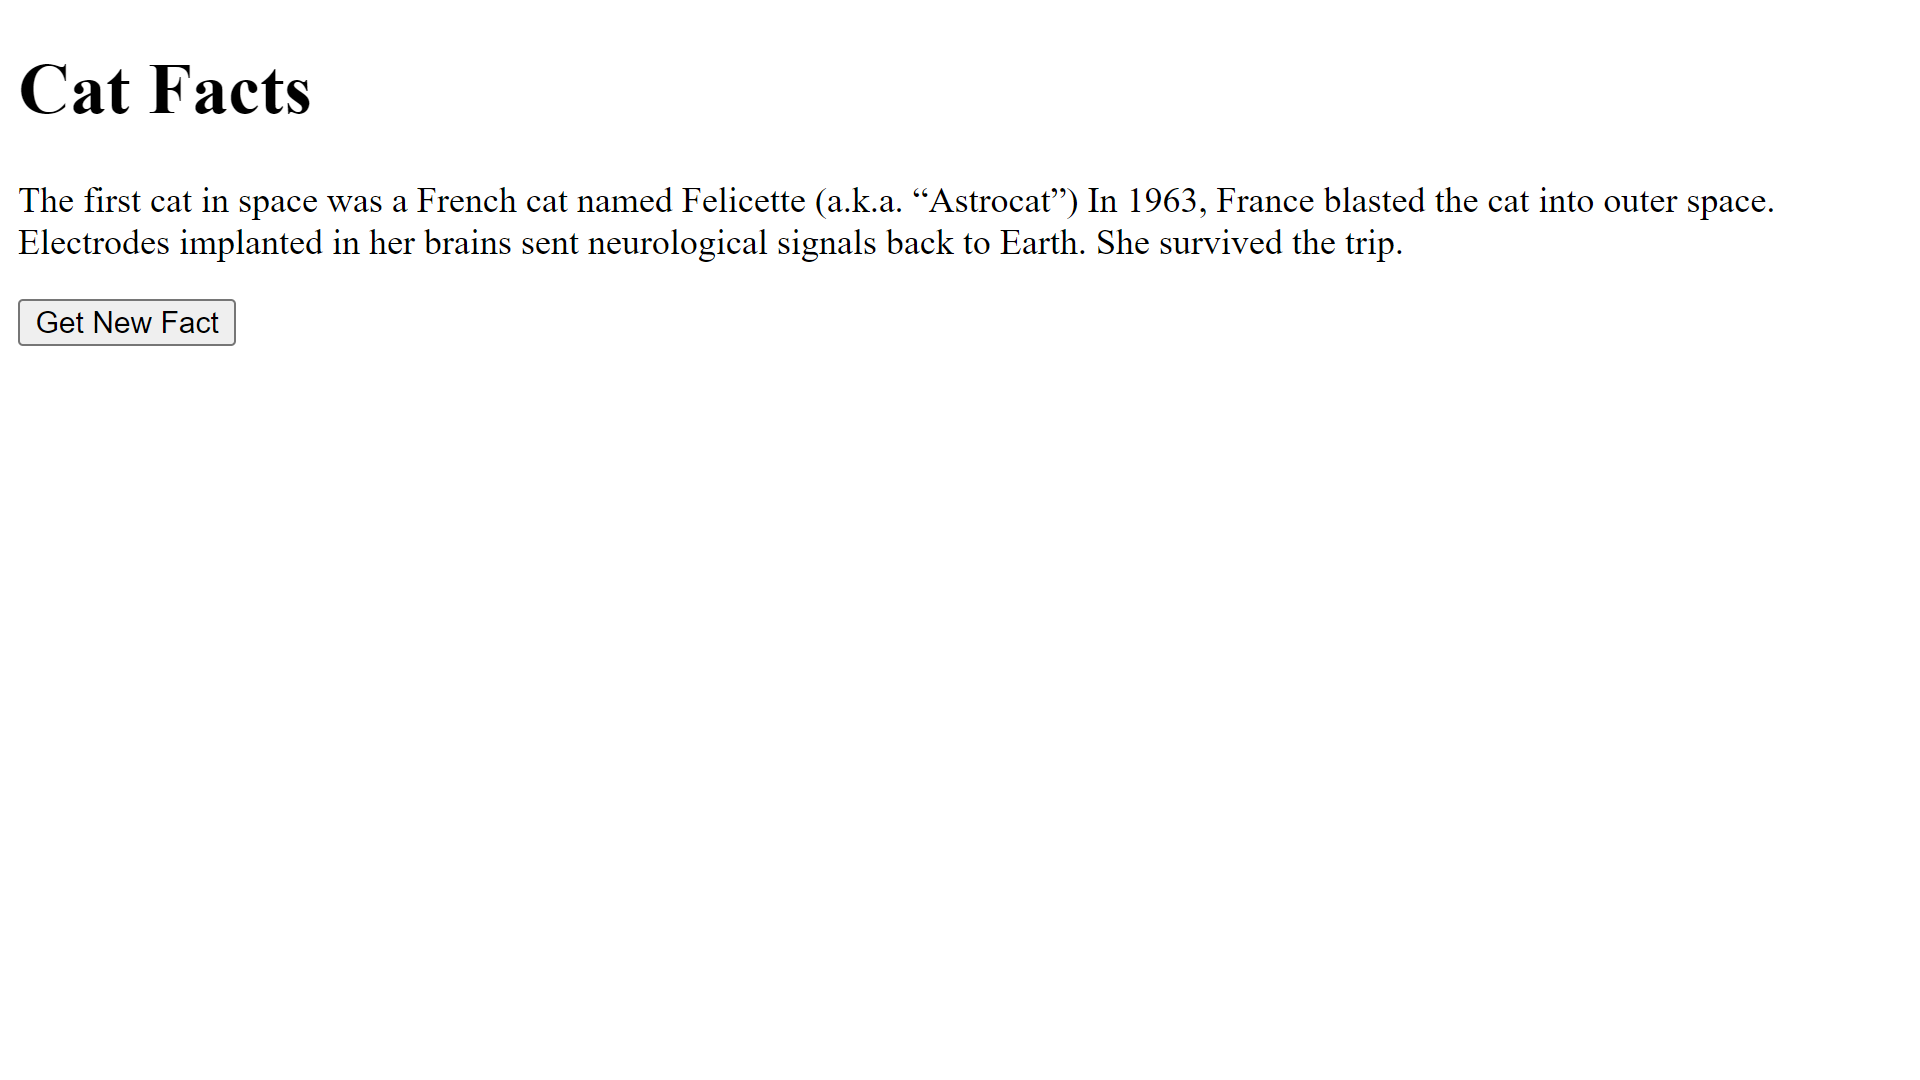 Cat Facts
The first cat in space was a French cat named Felicette (a.k.a. “Astrocat”) In 1963, France blasted the cat into outer space.
Electrodes implanted in her brains sent neurological signals back to Earth. She survived the trip.
Get New Fact